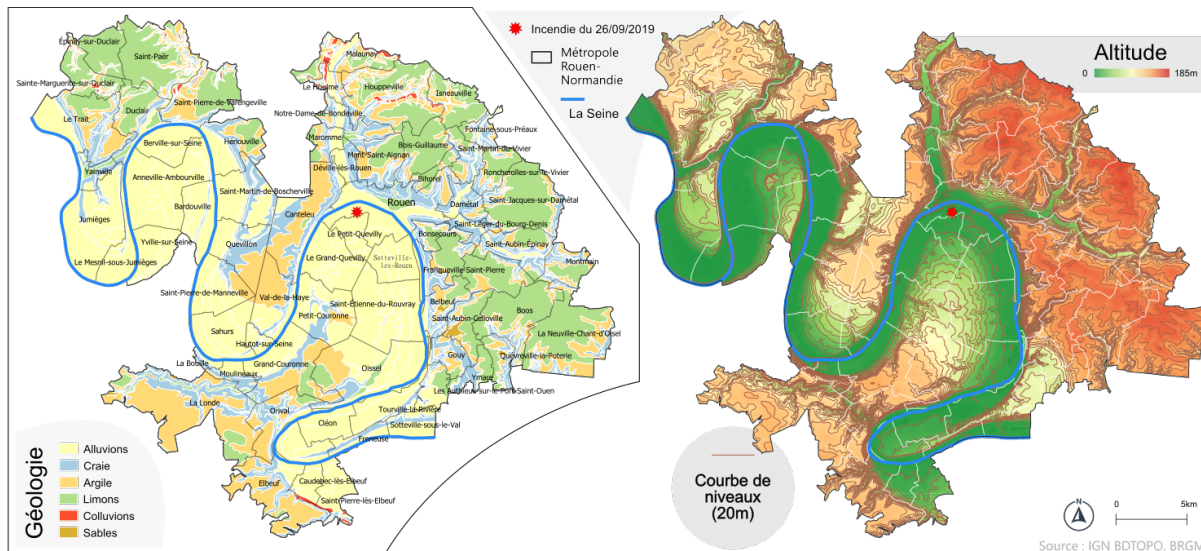 Épinay-sur-Duclair
Saint-Paër
Sainte-Marguerite-sur-Duclair
Saint-Pierre-de-Varengeville
Duclair
Le Trait
Yainville
Berville-sur-Seine
Hénouville
Anneville-Ambourville
Saint-Martin-de-Boscherville
Bardouville
Jumièges
Yville-sur-Seine
Quevillon
Le Mesnil-sous-Jumièges
Saint-Pierre-de-Manneville
Val-de-la-Haye
Sahurs
Hautot-sur-Seine
La Bouille
Moulineaux
Grand-Couronne
Petit-Couronne
La Londe
Orival
Oissel
Cléon
Tourville-la-Rivière
Sotteville-sous-le-Val
Freneuse
Elbeuf
Caudebec-lès-Elbeuf
Saint-Pierre-lès-Elbeuf
Malaunay
Le Houlme
Houppeville
Isneauville
Notre-Dame-de-Bondeville
Fontaine-sous-Préaux
Maromme
Bois-Guillaume
Saint-Martin-du-Vivier
Mont-Saint-Aignan
Déville-lès-Rouen
Bihorel
Roncherolles-sur-le-Vivier
Rouen
Darnétal
Saint-Jacques-sur-Darnétal
Canteleu
Saint-Léger-du-Bourg-Denis
Le Petit-Quevilly
Bonsecours
Saint-Aubin-Épinay
Le Grand-Quevilly
Sotteville-
lès-Rouen
Montmain
Franqueville-Saint-Pierre
Saint-Étienne-du-Rouvray
Belbeuf
Saint-Aubin-Celloville
Boos
La Neuville-Chant-d'Oisel
Gouy
Quévreville-la-Poterie
Ymare
Les Authieux-sur-le-Port-Saint-Ouen
Géologie
Alluvions
Craie
Argile
Limons
Colluvions
Sables
Incendie du 26/09/2019
Métropole
Rouen-
Normandie
La Seine
Altitude
0
185m
Courbe de
niveaux
(20m)
N
0
5km
Source : IGN BDTOPO, BRGM